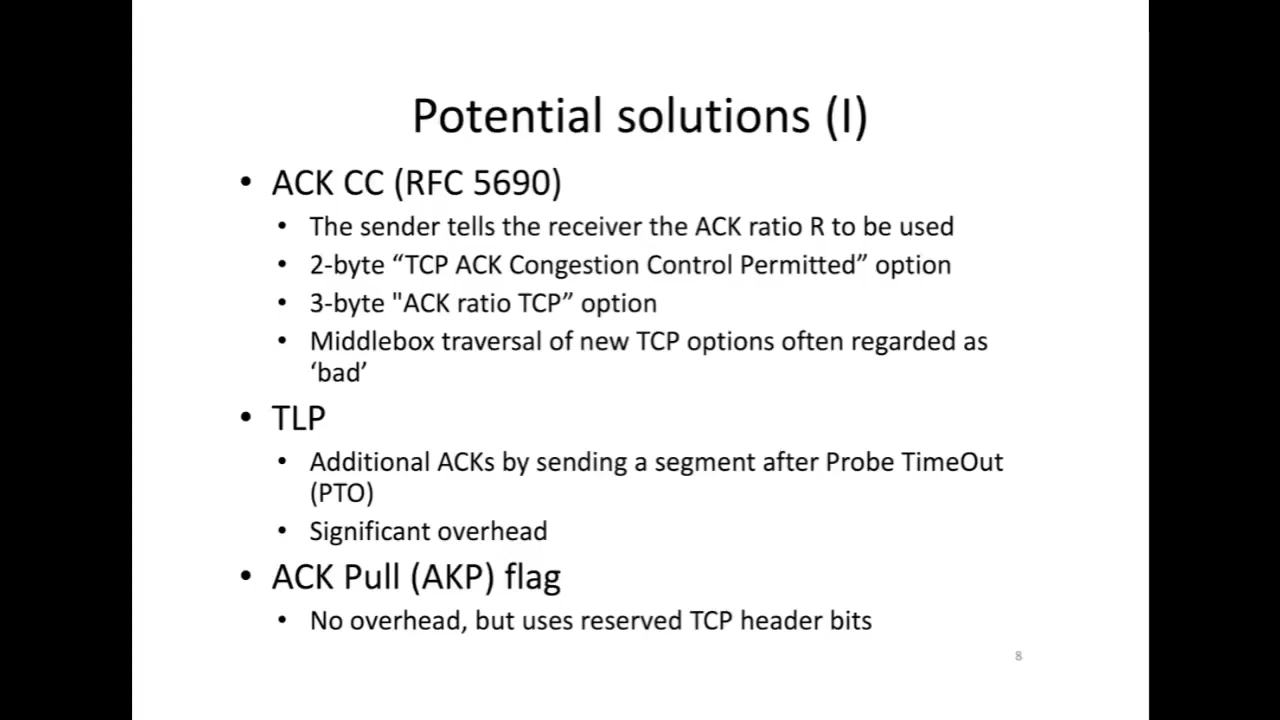 Potential solutions (I)
• ACK CC (RFC 5690)
• The sender tells the receiver the ACK ratio R to be used
• 2-byte “TCP ACK Congestion Control Permitted” option
• 3-byte "ACK ratio TCP” option
• Middlebox traversal of new TCP options often regarded as
‘bad’
• TLP
• Additional ACKs by sending a segment after Probe TimeOut
(PTO)
• Significant overhead
• ACK Pull (AKP) flag
• No overhead, but uses reserved TCP header bits
8